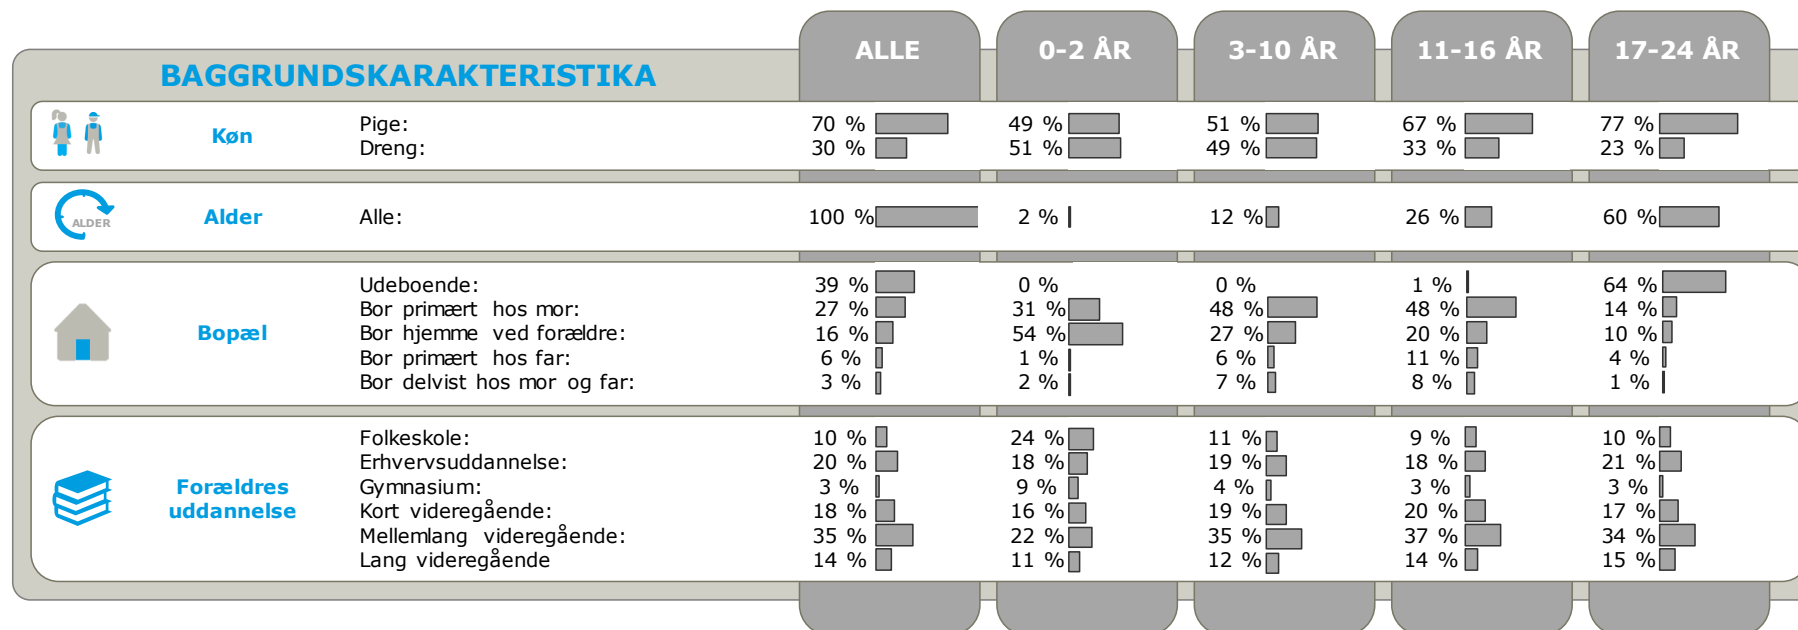 ALLE 0-2 ÅR 3-10 ÅR 11-16 ÅR 17-24 ÅR
BAGGRUNDSKARAKTERISTIKA
Køn
Pige: 70 % 49 % 51 % 67 % 77 %
Dreng: 30 % 51 % 49 % 33 % 23 %
ALDER Alder Alle: 100 % 2 % 12 % 26 % 60 %
Bopæl
Udeboende: 39 % 0 % 0 % 1 % 64 %
Bor primært hos mor: 27 % 31 % 48 % 48 % 14 %
Bor hjemme ved forældre: 16 % 54 % 27 % 20 % 10 %
Bor primært hos far: 6 % 1 % 6 % 11 % 4 %
Bor delvist hos mor og far: 3 % 2 % 7 % 8 % 1 %
Forældres
uddannelse
Folkeskole: 10 % 24 % 11 % 9 % 10 %
Erhvervsuddannelse: 20 % 18 % 19 % 18 % 21 %
Gymnasium: 3 % 9 % 4 % 3 % 3 %
Kort videregående: 18 % 16 % 19 % 20 % 17 %
Mellemlang videregående: 35 % 22 % 35 % 37 % 34 %
Lang videregående 14 % 11 % 12 % 14 % 15 %